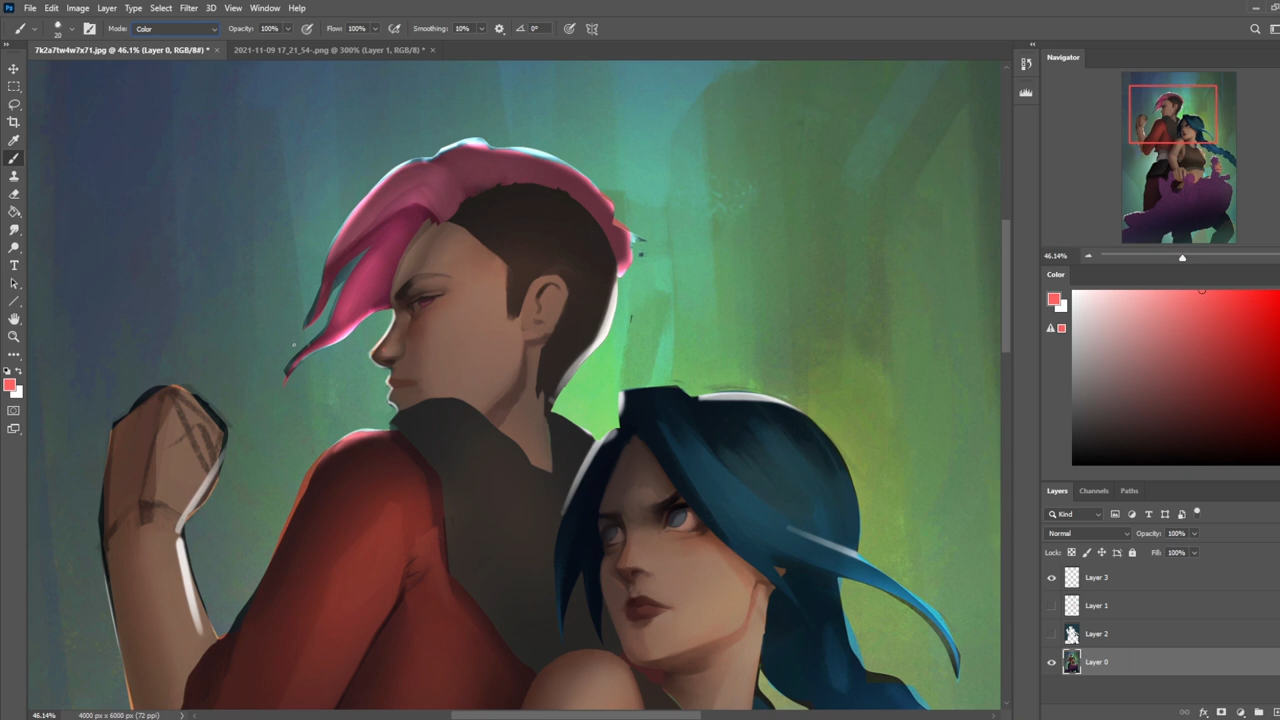 Ps File Edit Image Layer Type Select Filter 3D View Window Help
20 Mode: Color Opacity: 100% Flow: 100% Smoothing: 10% 0°
7k2a7tw4w7x71.jpg @ 46.1% (Layer 0, RGB/8#) * × 2021-11-09 17_21_54-.png @ 300% (Layer 1, RGB/8) * ×
Navigator
46.14%
Color
Layers Channels Paths
Kind
Normal Opacity: 100%
Lock: Fill: 100%
Layer 3
Layer 1
Layer 2
Layer 0
46.14% 4000 px x 6000 px (72 ppi)
fx